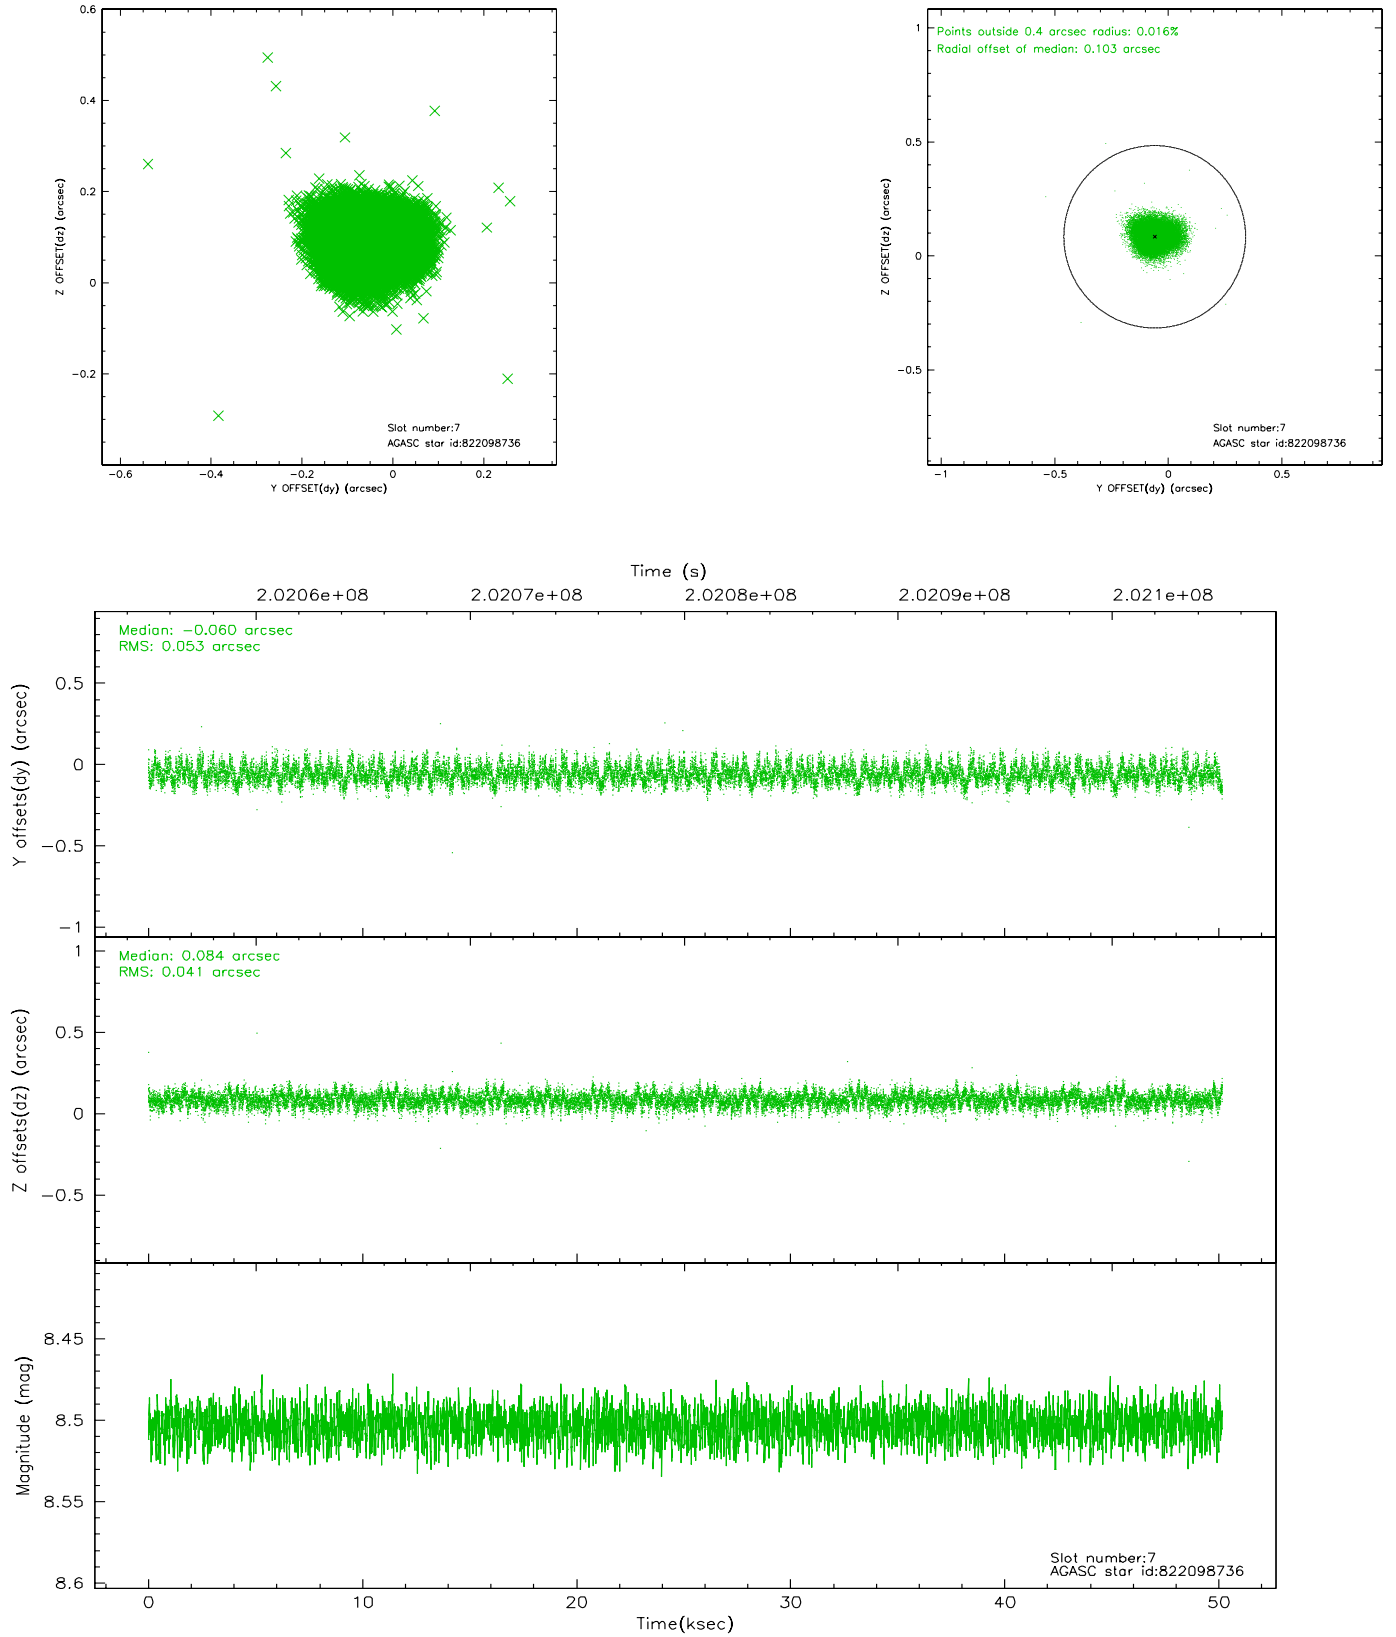 0.6
0.4
0.2
0
−0.2
Z OFFSET(dz) (arcsec)
Slot number:7
AGASC star id:822098736
−0.6 −0.4 −0.2 0 0.2
Y OFFSET(dy) (arcsec)
Points outside 0.4 arcsec radius: 0.016%
Radial offset of median: 0.103 arcsec
1
0.5
0
−0.5
Z OFFSET(dz) (arcsec)
Slot number:7
AGASC star id:822098736
−1 −0.5 0 0.5
Y OFFSET(dy) (arcsec)
Time (s)
2.0206e+08 2.0207e+08 2.0208e+08 2.0209e+08 2.021e+08
Median: −0.060 arcsec
RMS: 0.053 arcsec
0.5
0
−0.5
−1
Y offsets(dy) (arcsec)
Median: 0.084 arcsec
RMS: 0.041 arcsec
1
0.5
0
−0.5
Z offsets(dz) (arcsec)
8.45
8.5
8.55
8.6
Magnitude (mag)
Slot number:7
AGASC star id:822098736
0 10 20 30 40 50
Time(ksec)